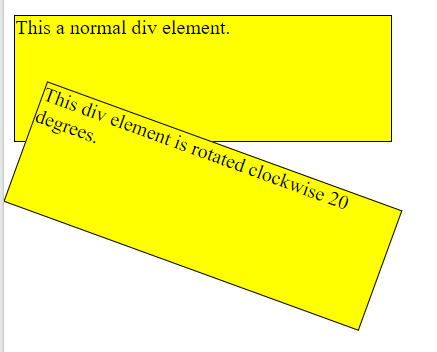 This a normal div element.
This div element is rotated clockwise 20
degrees.